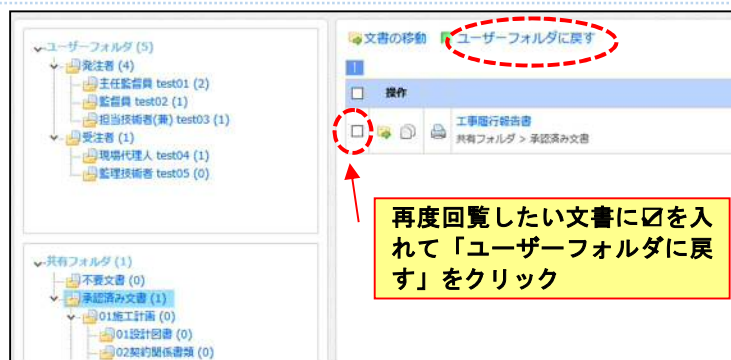 ユーザーフォルダ (5)
発注者 (4)
主任監督員 test01 (2)
監督員 test02 (1)
担当技術者(兼) test03 (1)
受注者 (1)
現場代理人 test04 (1)
監理技術者 test05 (0)
共有フォルダ (1)
不要文書 (0)
承認済み文書 (1)
01施工計画 (0)
01設計図書 (0)
02契約関係書類 (0)
文書の移動 ユーザーフォルダに戻す
1
操作
工事履行報告書
共有フォルダ > 承認済み文書
再度回覧したい文書に☑を入
れて「ユーザーフォルダに戻
す」をクリック